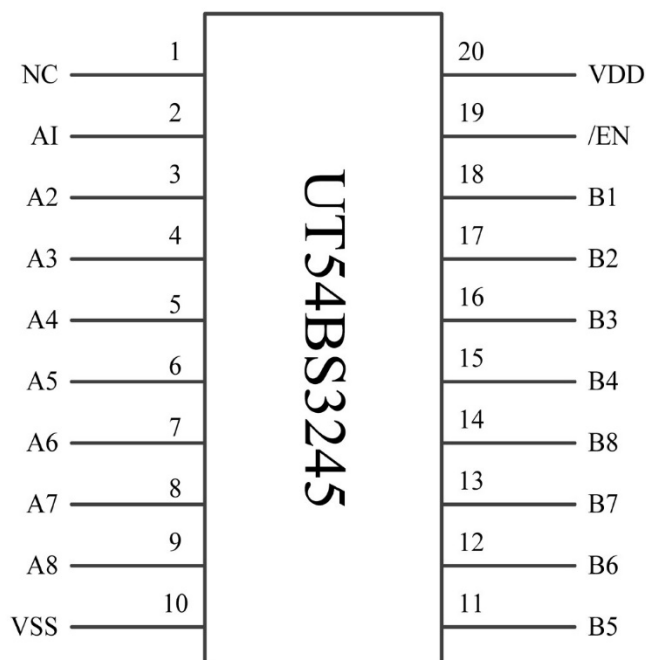 1 20
NC VDD
2 19
AI /EN
3 18
A2 B1
4 17
A3 B2
5 16
A4 B3
6 15
A5 B4
7 14
A6 B8
8 13
A7 B7
9 12
A8 B6
10 11
VSS B5
UT54BS3245